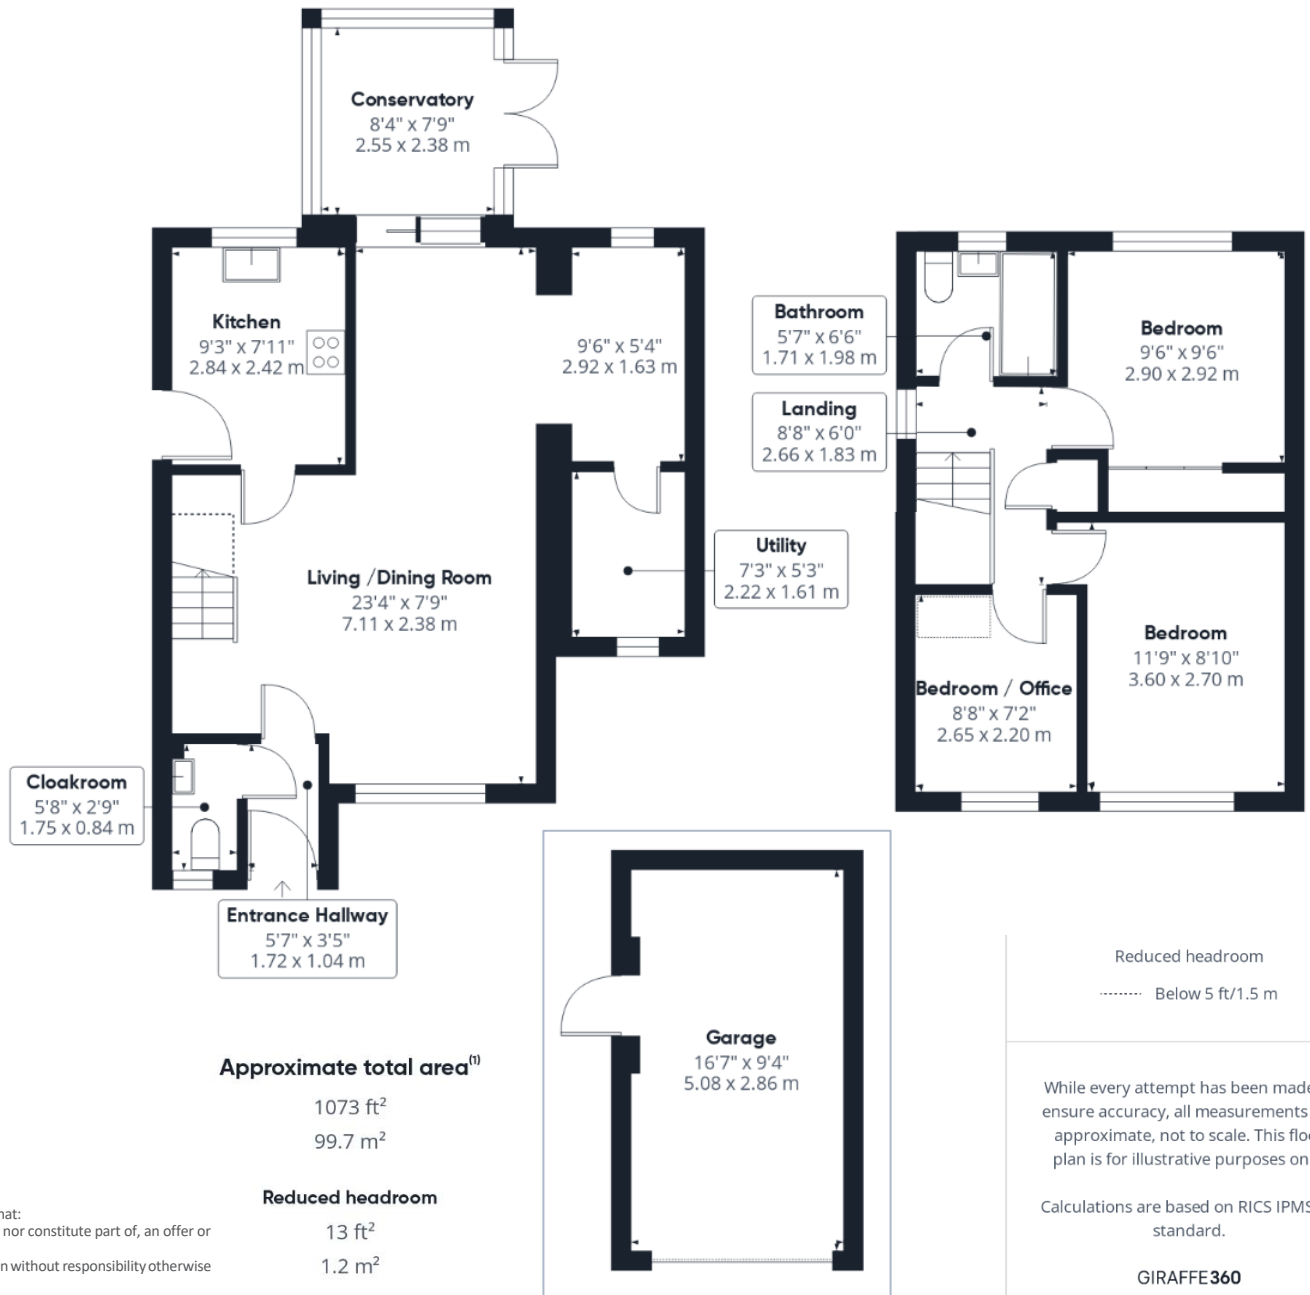 Conservatory
8'4" x 7'9"
2.55 x 2.38 m
Kitchen
9'3" x 7'11"
2.84 x 2.42 m
9'6" x 5'4"
2.92 x 1.63 m
Living /Dining Room
23'4" x 7'9"
7.11 x 2.38 m
Utility
7'3" x 5'3"
2.22 x 1.61 m
Cloakroom
5'8" x 2'9"
1.75 x 0.84 m
Entrance Hallway
5'7" x 3'5"
1.72 x 1.04 m
Bathroom
5'7" x 6'6"
1.71 x 1.98 m
Landing
8'8" x 6'0"
2.66 x 1.83 m
Bedroom
9'6" x 9'6"
2.90 x 2.92 m
Bedroom
11'9" x 8'10"
3.60 x 2.70 m
Bedroom / Office
8'8" x 7'2"
2.65 x 2.20 m
Garage
16'7" x 9'4"
5.08 x 2.86 m
Approximate total area(1)
1073 ft²
99.7 m²
Reduced headroom
13 ft²
1.2 m²
nor constitute part of, an offer or
without responsibility otherwise
Reduced headroom
Below 5 ft/1.5 m
While every attempt has been made
ensure accuracy, all measurements
approximate, not to scale. This
plan is for illustrative purposes
Calculations are based on RICS IPMS
standard.
GIRAFFE360